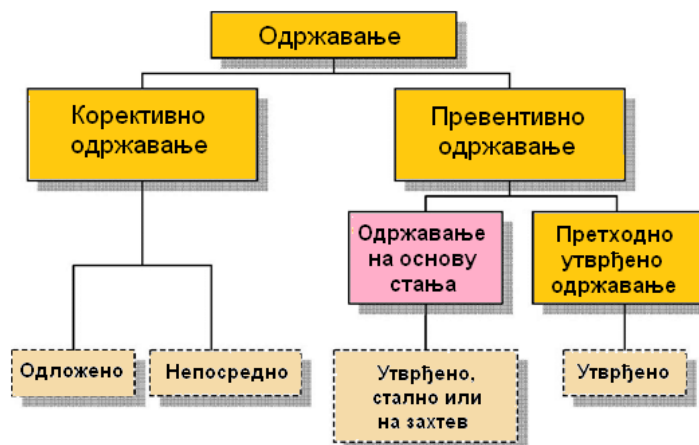 Одржавање
Корективно
одржавање
Превентивно
одржавање
Одржавање
на основу
стања
Претходно
утврђено
одржавање
Одложено
Непосредно
Утврђено,
стално или
на захтев
Утврђено